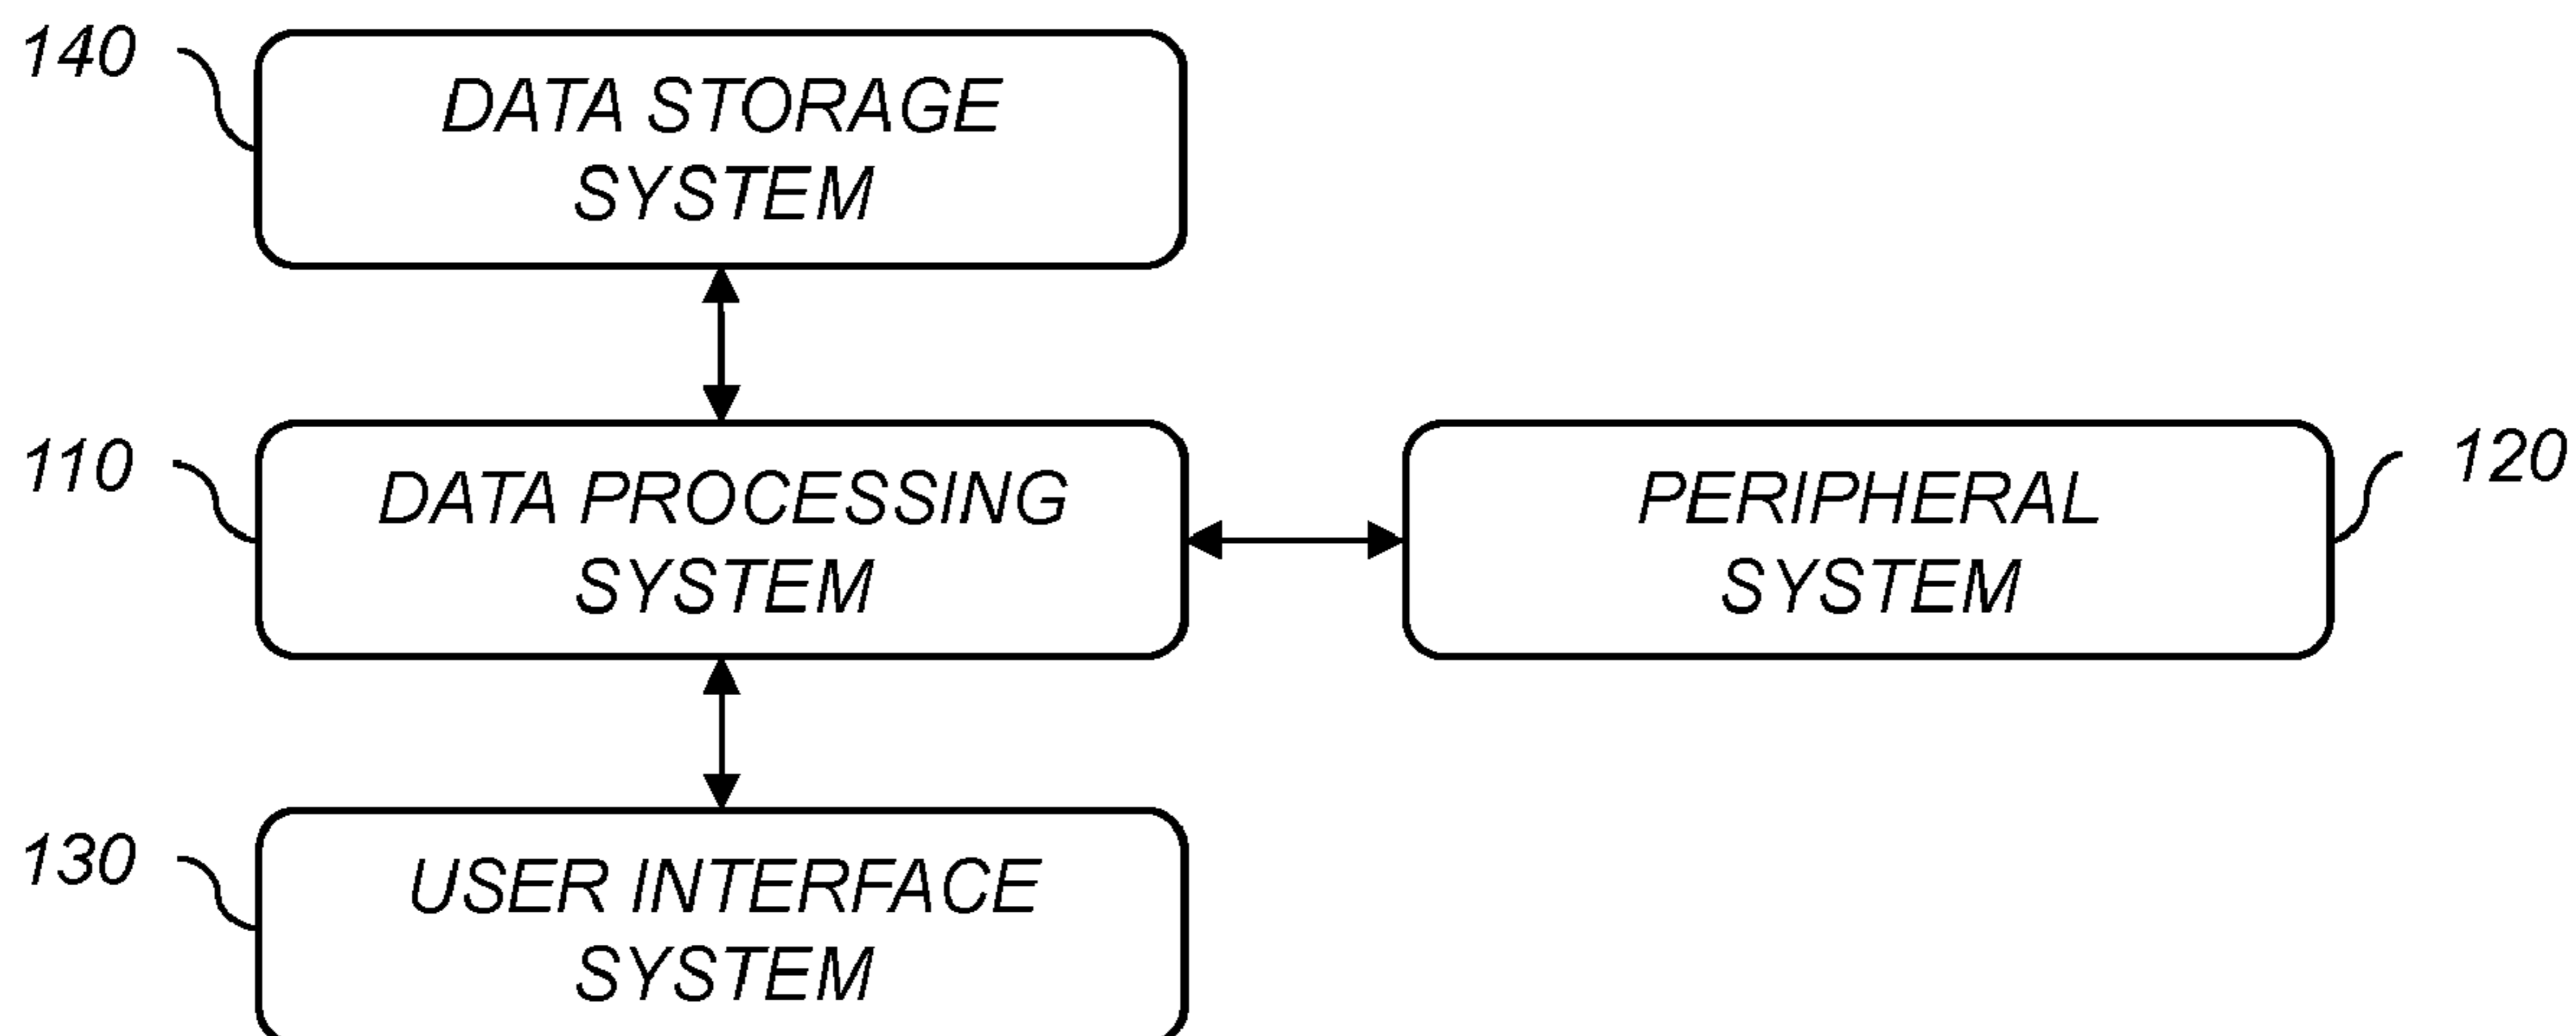 140
DATA STORAGE
SYSTEM
110
DATA PROCESSING
SYSTEM
PERIPHERAL
SYSTEM
120
130
USER INTERFACE
SYSTEM